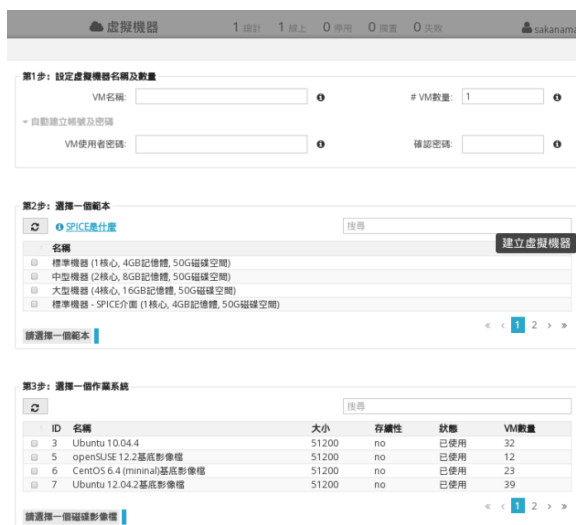 虛擬機器 1 總計 1 線上 0 停用 0 閒置 0 失敗 sakanama
第1步: 設定虛擬機器名稱及數量
VM名稱: # VM數量: 1
自動建立帳號及密碼
VM使用者密碼: 確認密碼:
第2步: 選擇一個範本
SPICE是什麼 搜尋
建立虛擬機器
名稱
標準機器 (1核心, 4GB記憶體, 50G磁碟空間)
中型機器 (2核心, 8GB記憶體, 50G磁碟空間)
大型機器 (4核心, 16GB記憶體, 50G磁碟空間)
標準機器 - SPICE介面 (1核心, 4GB記憶體, 50G磁碟空間)
« < 1 2 > »
請選擇一個範本
第3步: 選擇一個作業系統
搜尋
ID 名稱 大小 存續性 狀態 VM數量
3 Ubuntu 10.04.4 51200 no 已使用 32
5 openSUSE 12.2基底影像檔 51200 no 已使用 12
6 CentOS 6.4 (mininal)基底影像檔 51200 no 已使用 23
7 Ubuntu 12.04.2基底影像檔 51200 no 已使用 39
« < 1 2 > »
請選擇一個磁碟影像檔